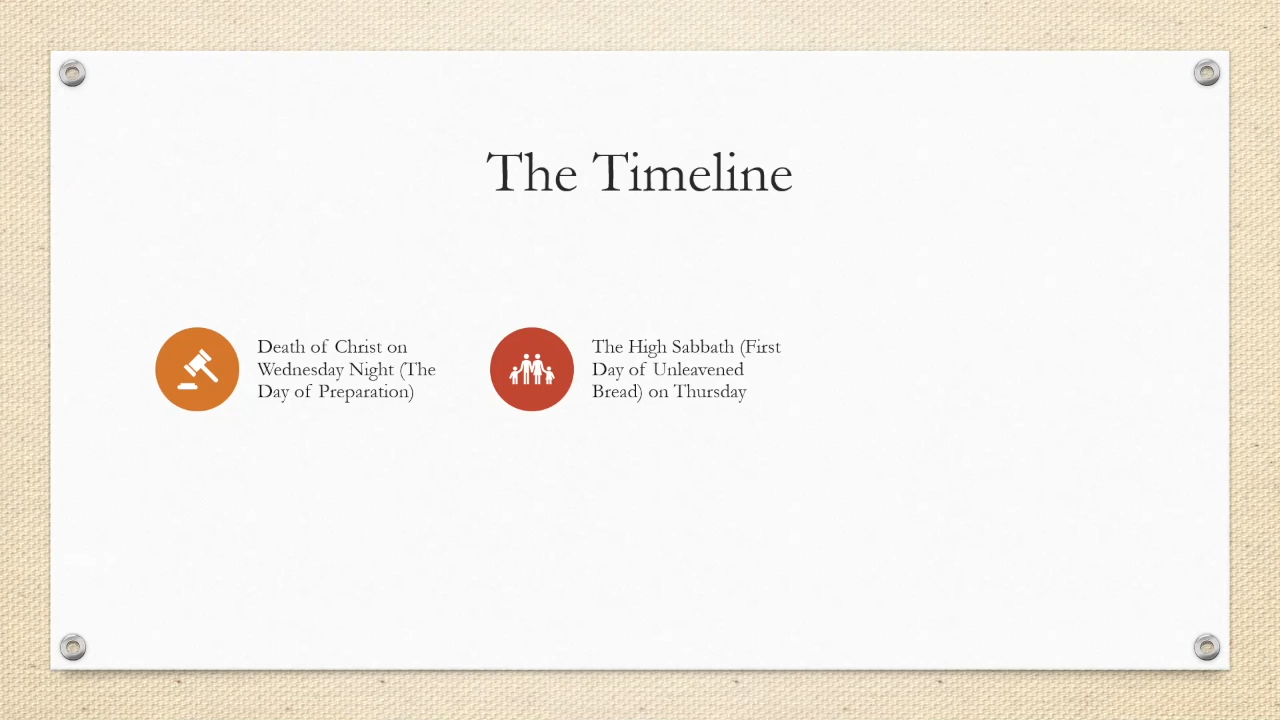 The Timeline
Death of Christ on
Wednesday Night (The
Day of Preparation)
The High Sabbath (First
Day of Unleavened
Bread) on Thursday